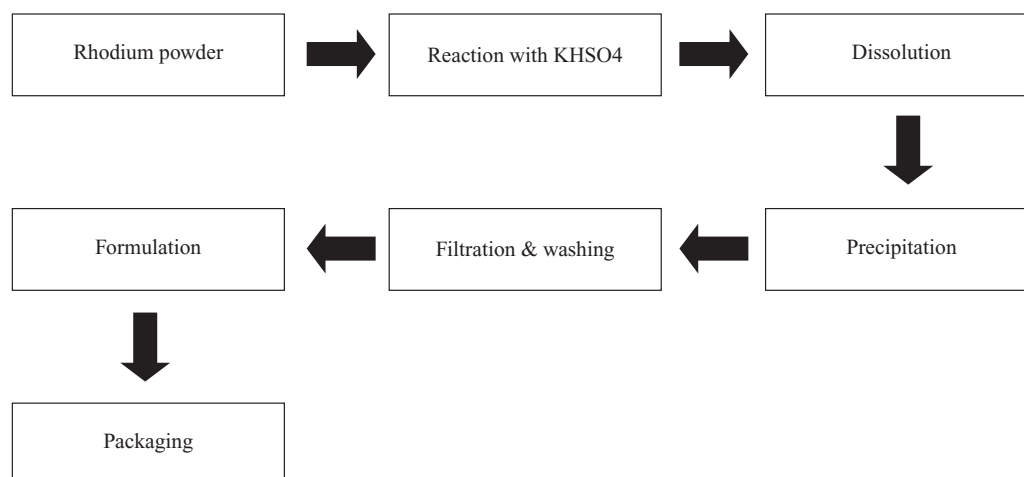 Rhodium powder
Reaction with KHSO4
Dissolution
Precipitation
Filtration & washing
Formulation
Packaging